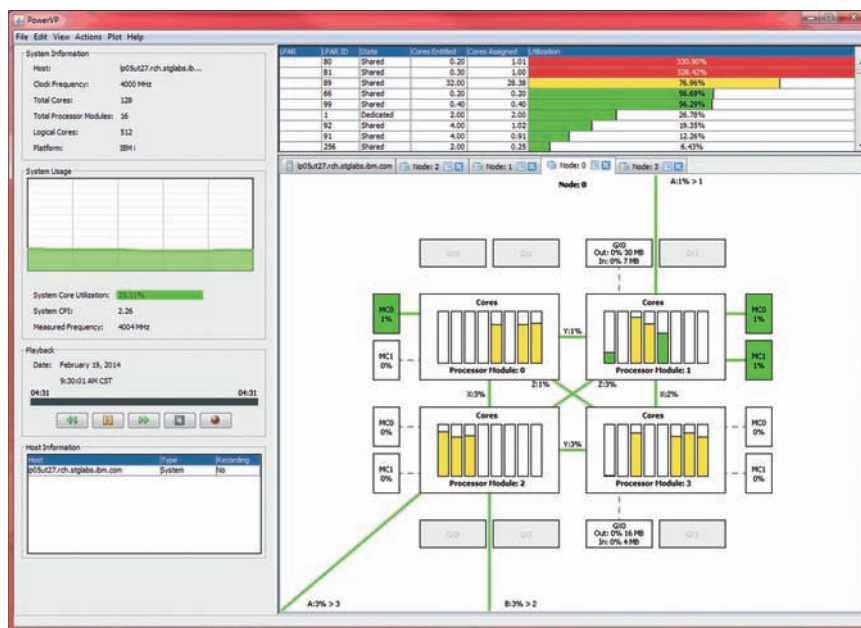 PowerVP
File Edit View Actions Plot Help
System Information
Host: lp05ut27.rch.stglabs.ib...
Clock Frequency: 4000 MHz
Total Cores: 128
Total Processor Modules: 16
Logical Cores: 512
Platform: IBM i
System Usage
System Core Utilization: 23.11%
System CPI: 2.26
Measured Frequency: 4004 MHz
Playback
Date: February 19, 2014
9:30:01 AM CST
04:31 04:31
Host Information
Host Type Recording
lp05ut27.rch.stglabs.ibm.com System No
LPAR LPAR ID State Cores Entitled Cores Assigned Utilization
80 Shared 0.20 1.01 330.90%
81 Shared 0.30 1.00 328.42%
89 Shared 32.00 28.38 76.96%
66 Shared 0.20 0.20 56.69%
99 Shared 0.40 0.40 56.29%
1 Dedicated 2.00 2.00 26.78%
92 Shared 4.00 1.02 19.35%
91 Shared 4.00 0.91 12.26%
256 Shared 2.00 0.25 6.43%
lp05ut27.rch.stglabs.ibm.com Node: 2 Node: 1 Node: 0 Node: 3
Node: 0
A:1% > 1
GX0
Out: 0% 30 MB
In: 0% 7 MB
GX1
Cores
Cores
MC0
1%
MC0
1%
Y:1%
MC1
0%
MC1
1%
Processor Module: 0
Processor Module: 1
X:3%
Z:1%
Z:3%
X:2%
Cores
Cores
MC0
0%
MC0
0%
Y:3%
MC1
0%
MC1
0%
Processor Module: 2
Processor Module: 3
GX0
Out: 0% 16 MB
In: 0% 4 MB
GX1
A:3% > 3
B:3% > 2